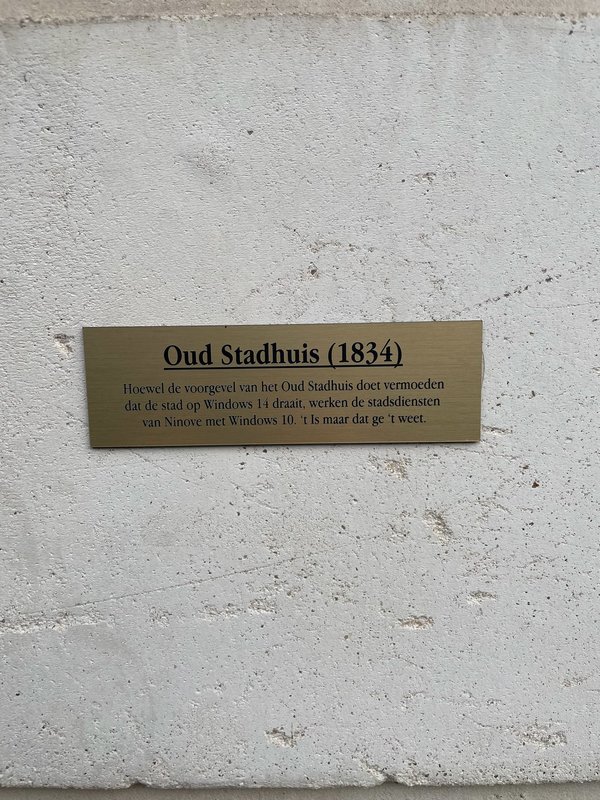 Oud Stadhuis (1834)
Hoewel de voorgevel van het Oud Stadhuis doet vermoeden
dat de stad op Windows 14 draait, werken de stadsdiensten
van Ninove met Windows 10. ‘t Is maar dat ge ‘t weet.